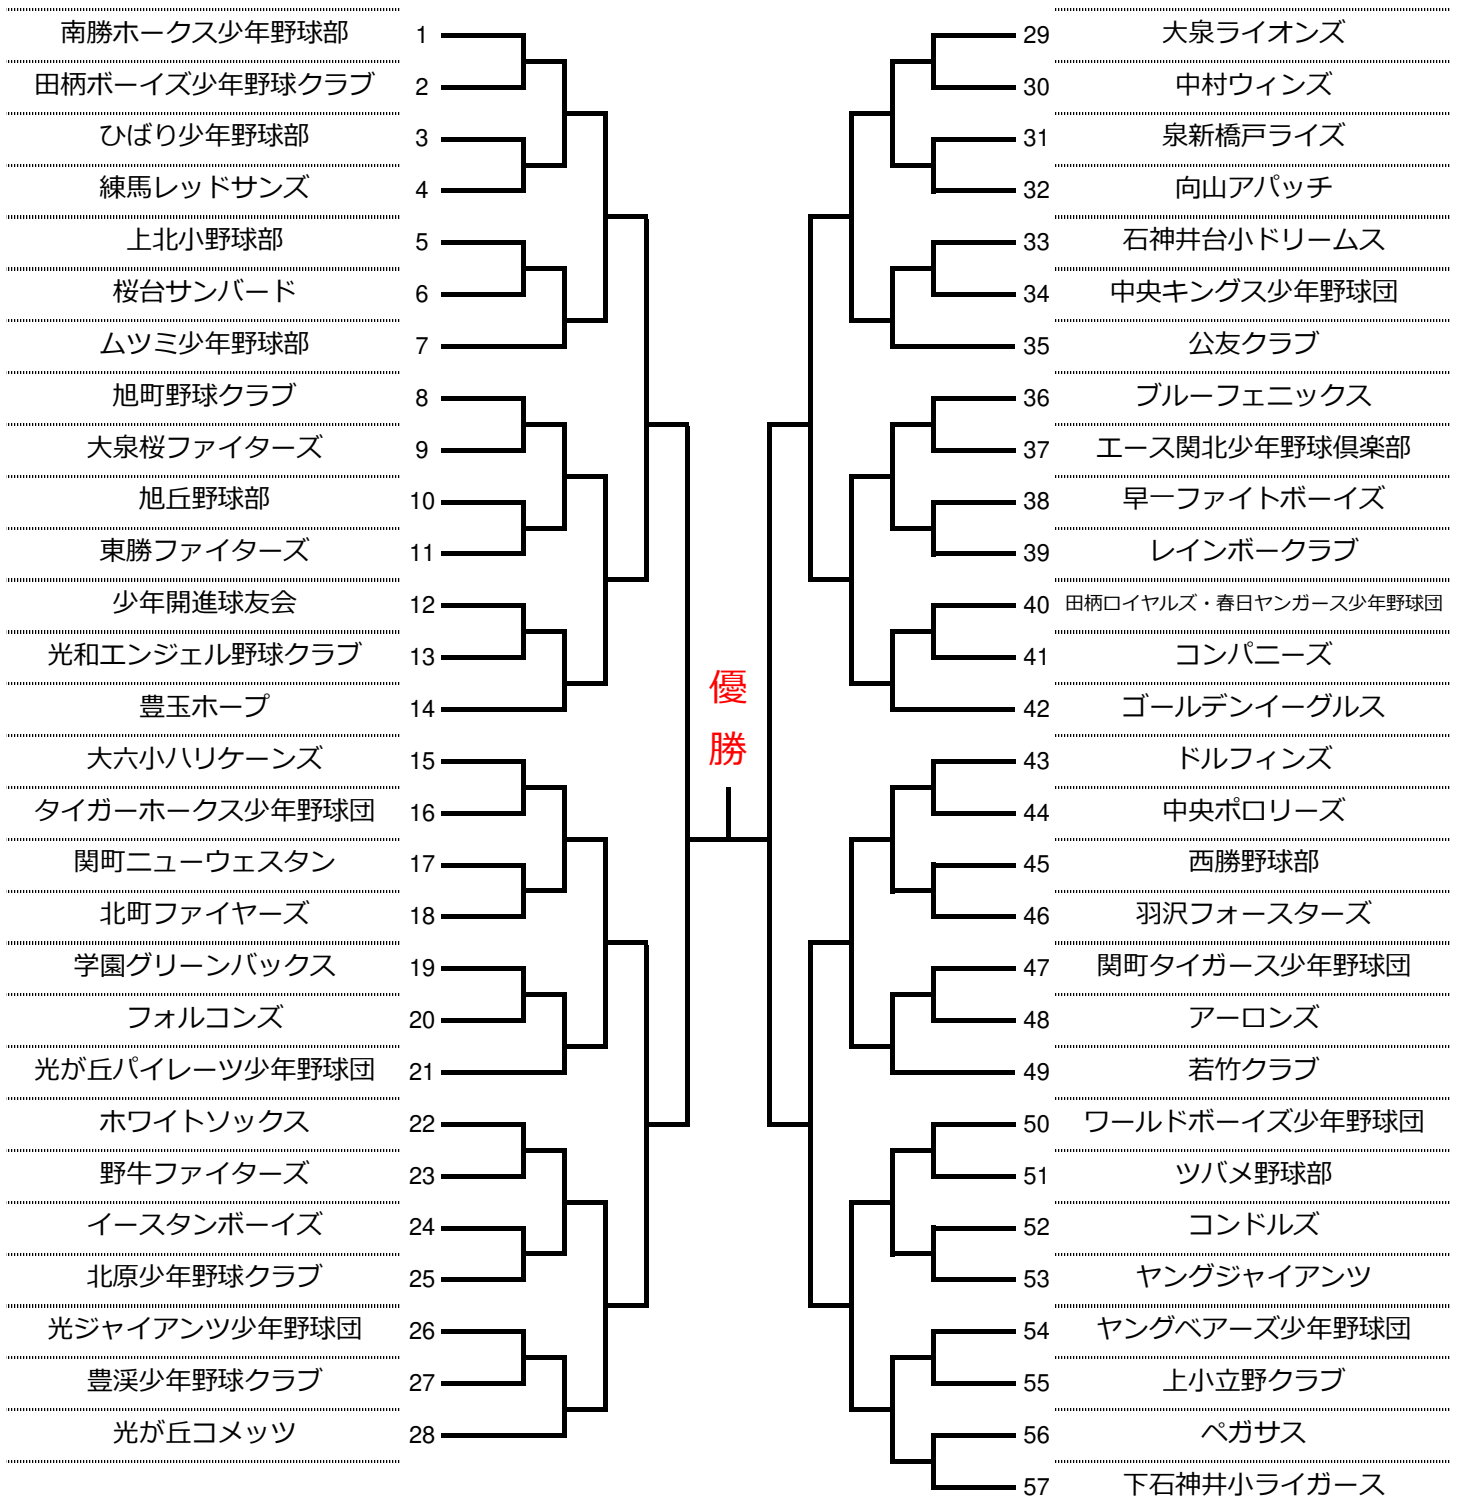 南勝ホークス少年野球部 1
田柄ボーイズ少年野球クラブ 2
ひばり少年野球部 3
練馬レッドサンズ 4
上北小野球部 5
桜台サンバード 6
ムツミ少年野球部 7
旭町野球クラブ 8
大泉桜ファイターズ 9
旭丘野球部 10
東勝ファイターズ 11
少年開進球友会 12
光和エンジェル野球クラブ 13
豊玉ホープ 14
大六小ハリケーンズ 15
タイガーホークス少年野球団 16
関町ニューウェスタン 17
北町ファイヤーズ 18
学園グリーンバックス 19
フォルコンズ 20
光が丘パイレーツ少年野球団 21
ホワイトソックス 22
野牛ファイターズ 23
イースタンボーイズ 24
北原少年野球クラブ 25
光ジャイアンツ少年野球団 26
豊渓少年野球クラブ 27
光が丘コメッツ 28
優
勝
29 大泉ライオンズ
30 中村ウィンズ
31 泉新橋戸ライズ
32 向山アパッチ
33 石神井台小ドリームス
34 中央キングス少年野球団
35 公友クラブ
36 ブルーフェニックス
37 エース関北少年野球倶楽部
38 早一ファイトボーイズ
39 レインボークラブ
40 田柄ロイヤルズ・春日ヤンガース少年野球団
41 コンパニーズ
42 ゴールデンイーグルス
43 ドルフィンズ
44 中央ポロリーズ
45 西勝野球部
46 羽沢フォースターズ
47 関町タイガース少年野球団
48 アーロンズ
49 若竹クラブ
50 ワールドボーイズ少年野球団
51 ツバメ野球部
52 コンドルズ
53 ヤングジャイアンツ
54 ヤングベアーズ少年野球団
55 上小立野クラブ
56 ペガサス
57 下石神井小ライガース